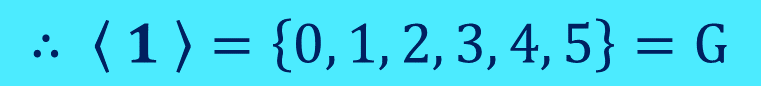 ∴ ⟨ 1 ⟩ = {0, 1, 2, 3, 4, 5} = G